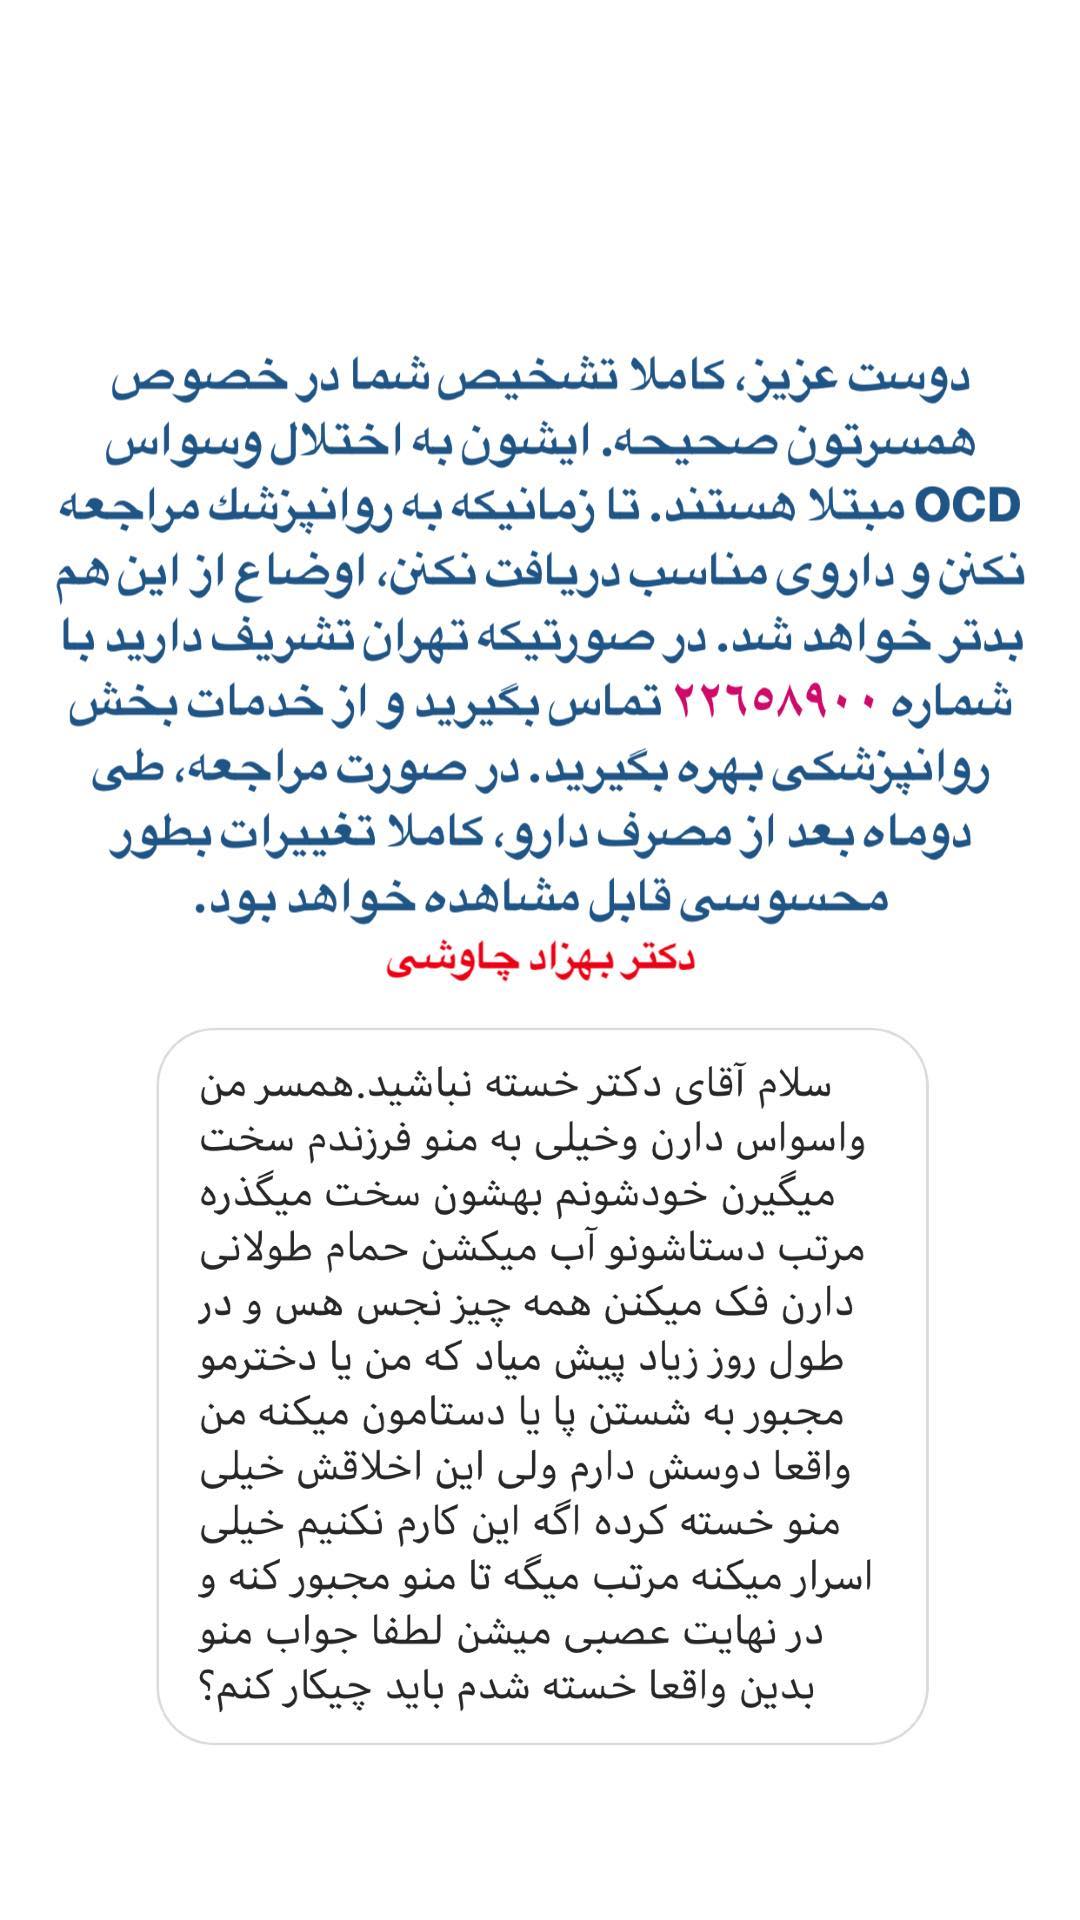 دوست عزیز، کاملا تشخیص شما در خصوص
همسرتون صحیحه. ایشون به اختلال وسواس
OCD مبتلا هستند. تا زمانیکه به روانپزشك مراجعه
نکنن و داروی مناسب دریافت نکنن، اوضاع از این هم
بدتر خواهد شد. در صورتیکه تهران تشریف دارید با
شماره ٢٢٦٥٨٩٠٠ تماس بگیرید و از خدمات بخش
روانپزشکی بهره بگیرید. در صورت مراجعه، طی
دوماه بعد از مصرف دارو، کاملا تغییرات بطور
محسوسی قابل مشاهده خواهد بود.
دکتر بهزاد چاوشی
سلام آقای دکتر خسته نباشید.همسر من
واسواس دارن وخیلی به منو فرزندم سخت
میگیرن خودشونم بهشون سخت میگذره
مرتب دستاشونو آب میکشن حمام طولانی
دارن فک میکنن همه چیز نجس هس و در
طول روز زیاد پیش میاد که من یا دخترمو
مجبور به شستن پا یا دستامون میکنه من
واقعا دوسش دارم ولی این اخلاقش خیلی
منو خسته کرده اگه این کارم نکنیم خیلی
اسرار میکنه مرتب میگه تا منو مجبور کنه و
در نهایت عصبی میشن لطفا جواب منو
بدین واقعا خسته شدم باید چیکار کنم؟